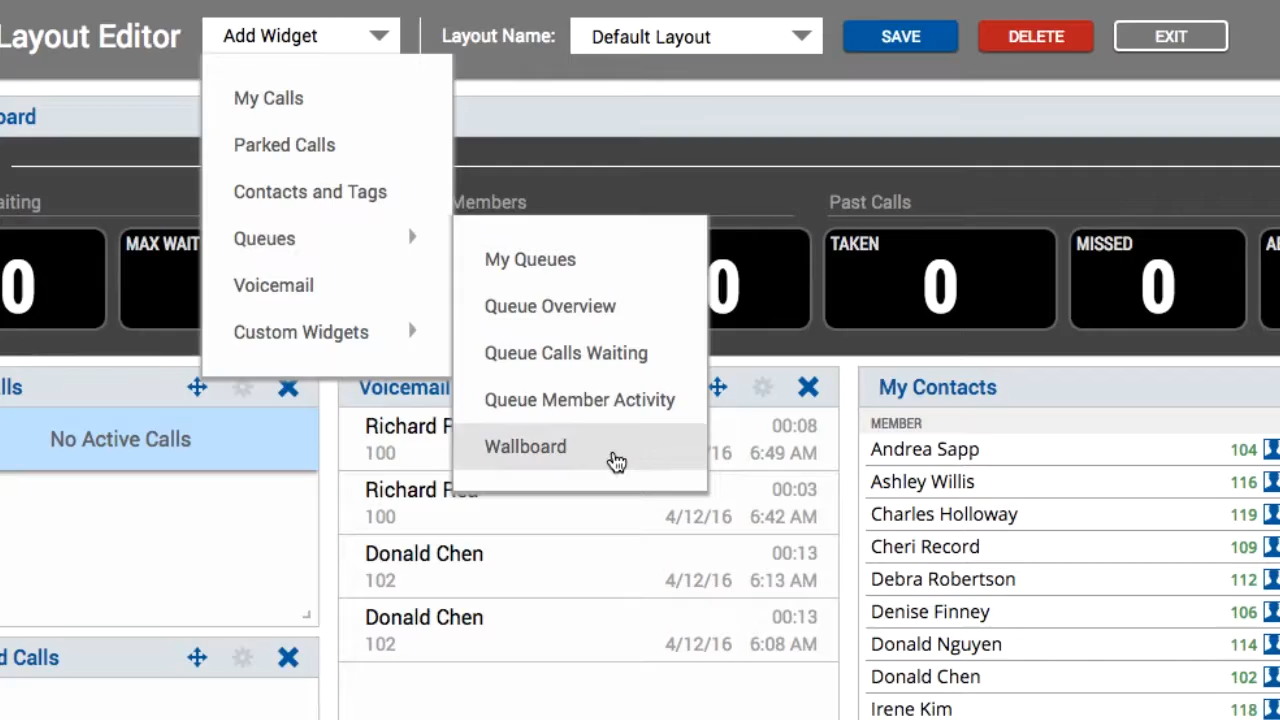 Layout Editor
Add Widget
Layout Name:
Default Layout
SAVE
DELETE
EXIT
My Calls
Parked Calls
Contacts and Tags
Queues
Voicemail
Custom Widgets
My Queues
Queue Overview
Queue Calls Waiting
Queue Member Activity
Wallboard
oard
aiting
Members
Past Calls
0
MAX WAIT
0
TAKEN
0
MISSED
0
lls
No Active Calls
d Calls
Voicemail
Richard R
00:08
100
16 6:49 AM
Richard
00:03
100
4/12/16 6:42 AM
Donald Chen
00:13
102
4/12/16 6:13 AM
Donald Chen
00:13
102
4/12/16 6:08 AM
My Contacts
MEMBER
Andrea Sapp 104
Ashley Willis 116
Charles Holloway 119
Cheri Record 109
Debra Robertson 112
Denise Finney 106
Donald Nguyen 114
Donald Chen 102
Irene Kim 118